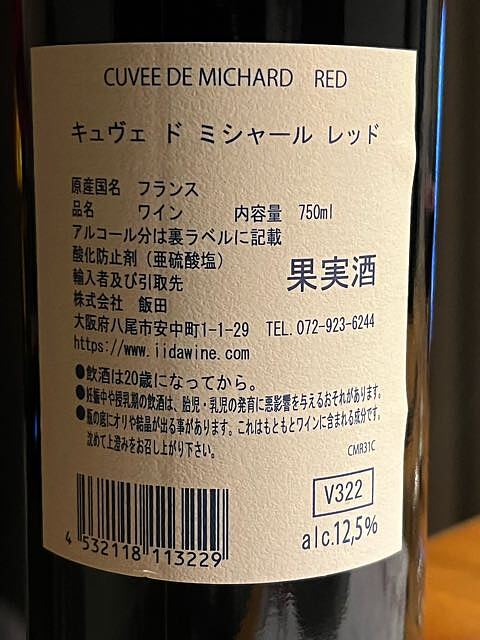 CUVEE DE MICHARD RED
キュヴェ ド ミシャール レッド
原産国名 フランス
品名 ワイン 内容量 750ml
アルコール分は裏ラベルに記載
酸化防止剤（亜硫酸塩）
果実酒
輸入者及び引取先
株式会社 飯田
大阪府八尾市安中町1-1-29 TEL.072-923-6244
https://www.iidawine.com
●飲酒は20歳になってから。
●妊娠中や授乳期の飲酒は、胎児・乳児の発育に悪影響を与えるおそれがあります。
●瓶の底にオリや結晶が出る事があります。これはもともとワインに含まれる成分です。
沈めて上澄みをお召し上がり下さい。
CMR31C
V322
alc.12,5%
4 532118 113229